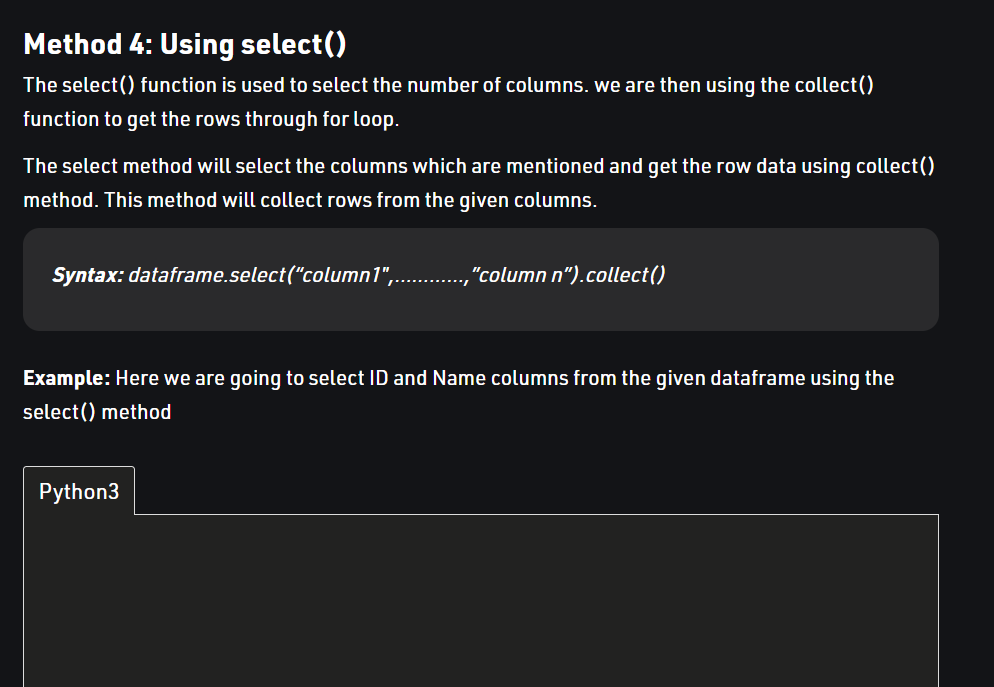 Method 4: Using select()
The select() function is used to select the number of columns. we are then using the collect()
function to get the rows through for loop.
The select method will select the columns which are mentioned and get the row data using collect()
method. This method will collect rows from the given columns.
Syntax: dataframe.select(“column1″,…………,”column n”).collect()
Example: Here we are going to select ID and Name columns from the given dataframe using the
select() method
Python3